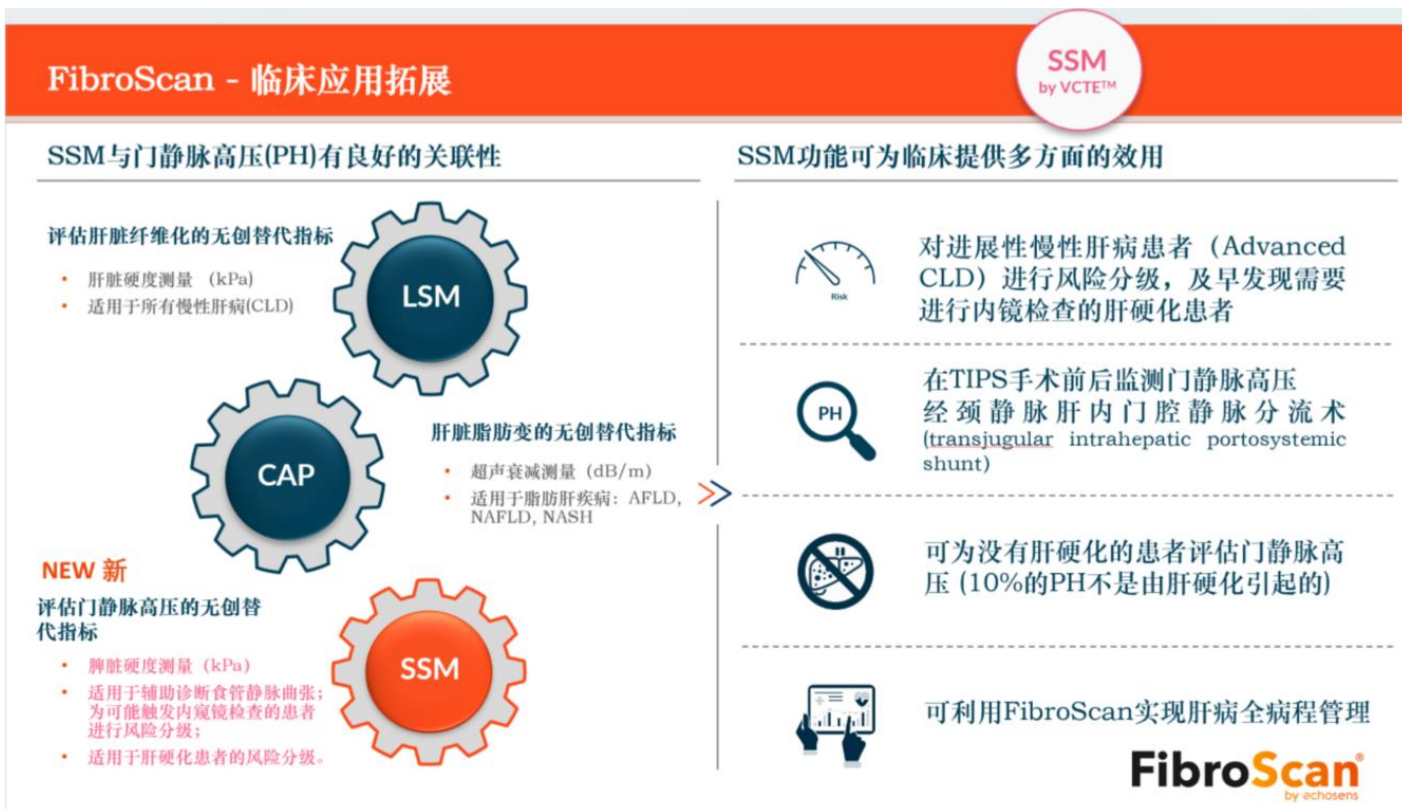 FibroScan - 临床应用拓展
SSM
by VCTE™
SSM与门静脉高压(PH)有良好的关联性
评估肝脏纤维化的无创替代指标
• 肝脏硬度测量 (kPa)
• 适用于所有慢性肝病(CLD)
LSM
CAP
肝脏脂肪变的无创替代指标
• 超声衰减测量 (dB/m)
• 适用于脂肪肝疾病: AFLD,
NAFLD, NASH
NEW 新
评估门静脉高压的无创替
代指标
• 脾脏硬度测量 (kPa)
• 适用于辅助诊断食管静脉曲张;
为可能触发内窥镜检查的患者
进行风险分级;
• 适用于肝硬化患者的风险分级。
SSM
SSM功能可为临床提供多方面的效用
Risk
对进展性慢性肝病患者 (Advanced
CLD) 进行风险分级, 及早发现需要
进行内镜检查的肝硬化患者
PH
在TIPS手术前后监测门静脉高压
经颈静脉肝内门腔静脉分流术
(transjugular intrahepatic portosystemic
shunt)
可为没有肝硬化的患者评估门静脉高
压 (10%的PH不是由肝硬化引起的)
可利用FibroScan实现肝病全病程管理
FibroScan®
by echosens